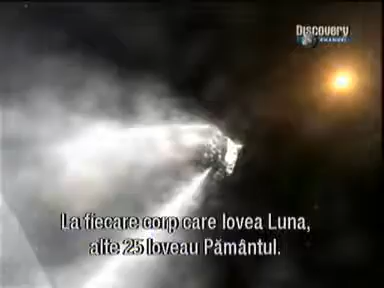 Discovery
CHANNEL
La fiecare corp care lovea Luna,
alte 25 loveau Pământul.